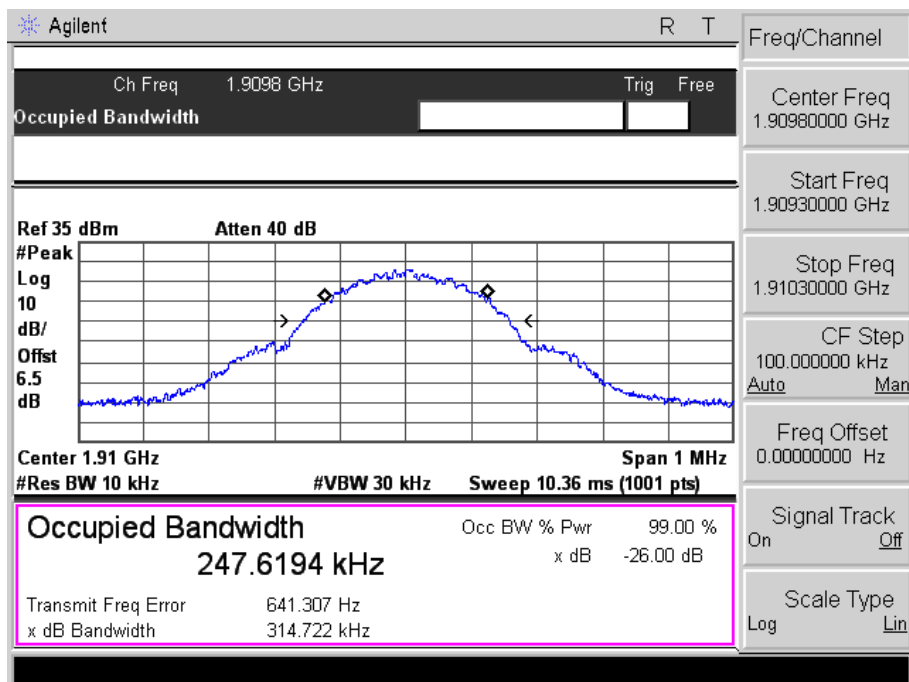 Agilent R T
Ch Freq 1.9098 GHz Trig Free
Occupied Bandwidth
Ref 35 dBm Atten 40 dB
#Peak
Log
10
dB/
Offst
6.5
dB
Center 1.91 GHz Span 1 MHz
#Res BW 10 kHz #VBW 30 kHz Sweep 10.36 ms (1001 pts)
Occupied Bandwidth
247.6194 kHz
Occ BW % Pwr 99.00 %
x dB -26.00 dB
Transmit Freq Error 641.307 Hz
x dB Bandwidth 314.722 kHz
Freq/Channel
Center Freq
1.90980000 GHz
Start Freq
1.90930000 GHz
Stop Freq
1.91030000 GHz
CF Step
100.000000 kHz
Auto Man
Freq Offset
0.00000000 Hz
Signal Track
On Off
Scale Type
Log Lin